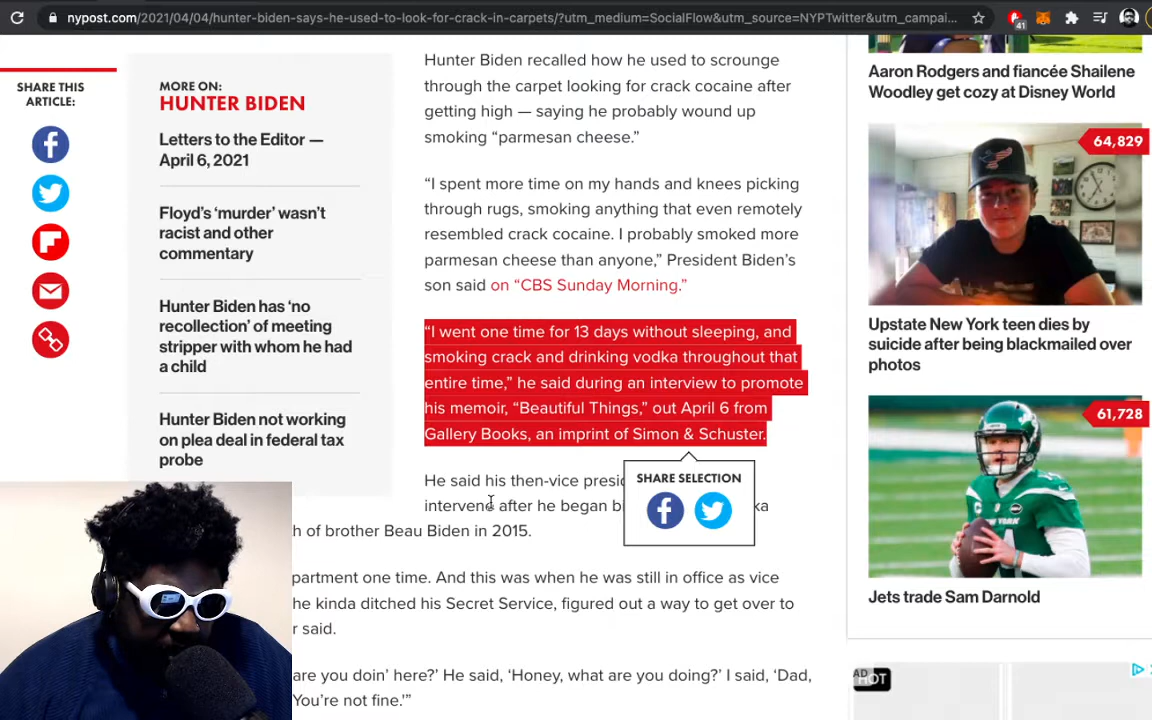 nypost.com/2021/04/04/hunter-biden-says-he-used-to-look-for-crack-in-carpets/?utm_medium=SocialFlow&utm_source=NYPTwitter&utm_campai...
41
SHARE THIS
ARTICLE:
MORE ON:
HUNTER BIDEN
Letters to the Editor —
April 6, 2021
Floyd's 'murder' wasn't
racist and other
commentary
Hunter Biden has 'no
recollection' of meeting
stripper with whom he had
a child
Hunter Biden not working
on plea deal in federal tax
probe
Hunter Biden recalled how he used to scrounge
through the carpet looking for crack cocaine after
getting high — saying he probably wound up
smoking “parmesan cheese.”
“I spent more time on my hands and knees picking
through rugs, smoking anything that even remotely
resembled crack cocaine. I probably smoked more
parmesan cheese than anyone,” President Biden's
son said on “CBS Sunday Morning.”
“I went one time for 13 days without sleeping, and
smoking crack and drinking vodka throughout that
entire time,” he said during an interview to promote
his memoir, “Beautiful Things,” out April 6 from
Gallery Books, an imprint of Simon & Schuster.
He said his then-vice presid
intervene after he began bi ka
h of brother Beau Biden in 2015.
SHARE SELECTION
partment one time. And this was when he was still in office as vice
he kinda ditched his Secret Service, figured out a way to get over to
r said.
are you doin' here?' He said, 'Honey, what are you doing?' I said, 'Dad,
You're not fine.'”
Aaron Rodgers and fiancée Shailene
Woodley get cozy at Disney World
64,829
Upstate New York teen dies by
suicide after being blackmailed over
photos
61,728
NEW YORK
Jets trade Sam Darnold
AD
HOT